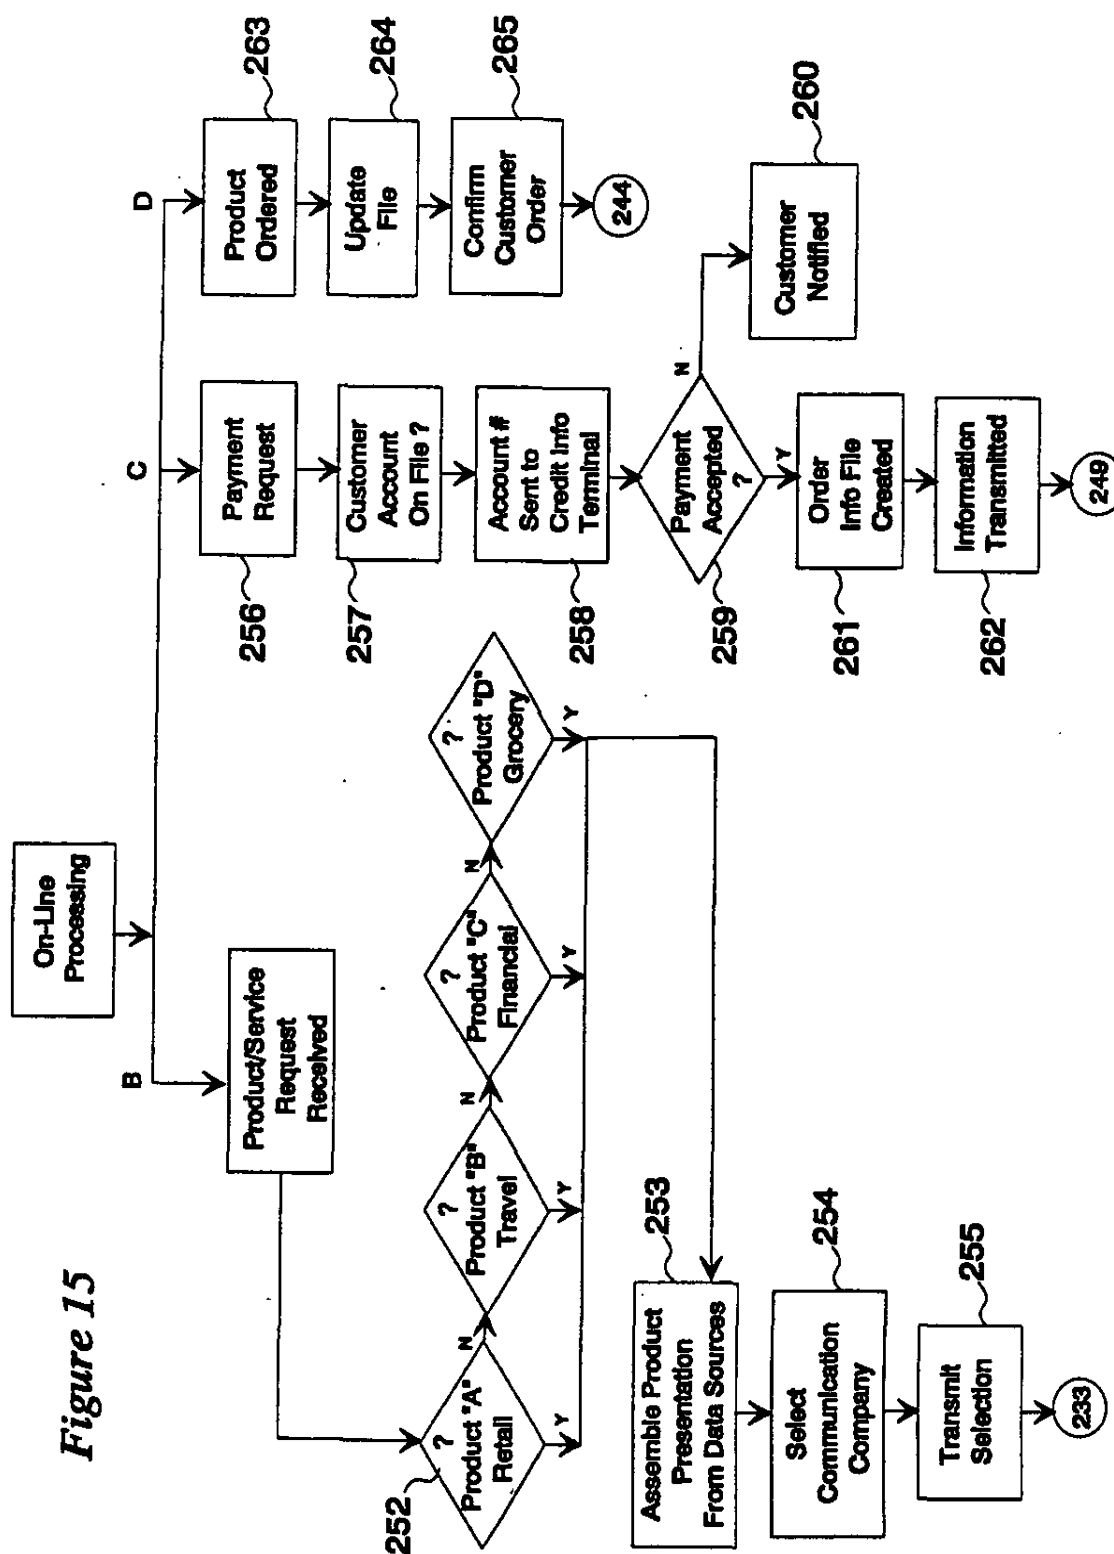 Figure 15
On-Line
Processing
B
C
D
Product/Service
Request
Received
252
?
Product "A"
Retail
N
Y
?
Product "B"
Travel
N
Y
?
Product "C"
Financial
N
Y
?
Product "D"
Grocery
Y
Assemble Product
Presentation
From Data Sources
253
Select
Communication
Company
254
Transmit
Selection
255
233
Payment
Request
256
Customer
Account
On File ?
257
Account #
Sent to
Credit Info
Terminal
258
Payment
Accepted
?
259
N
Y
Customer
Notified
260
Order
Info File
Created
261
Information
Transmitted
262
249
Product
Ordered
263
Update
File
264
Confirm
Customer
Order
265
244